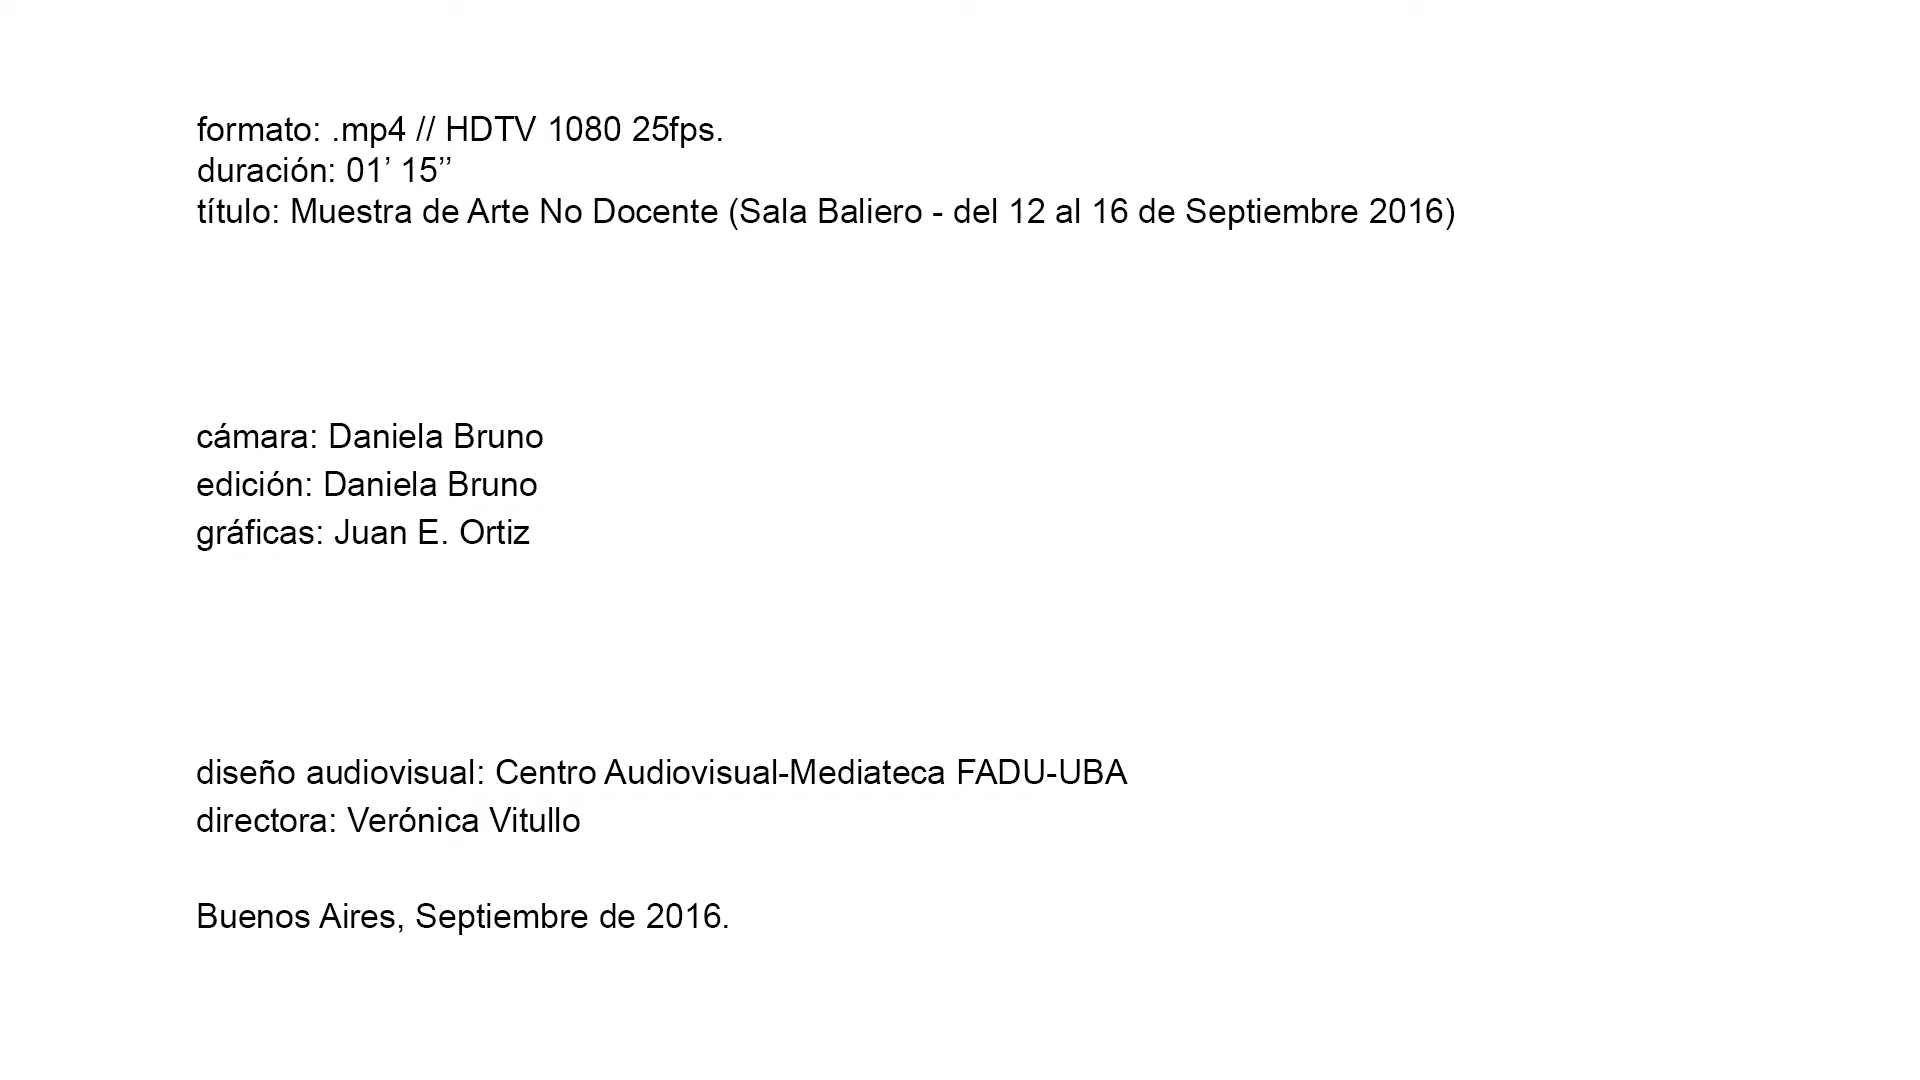 formato: .mp4 // HDTV 1080 25fps.
duración: 01’ 15’’
título: Muestra de Arte No Docente (Sala Baliero - del 12 al 16 de Septiembre 2016)
cámara: Daniela Bruno
edición: Daniela Bruno
gráficas: Juan E. Ortiz
diseño audiovisual: Centro Audiovisual-Mediateca FADU-UBA
directora: Verónica Vitullo
Buenos Aires, Septiembre de 2016.